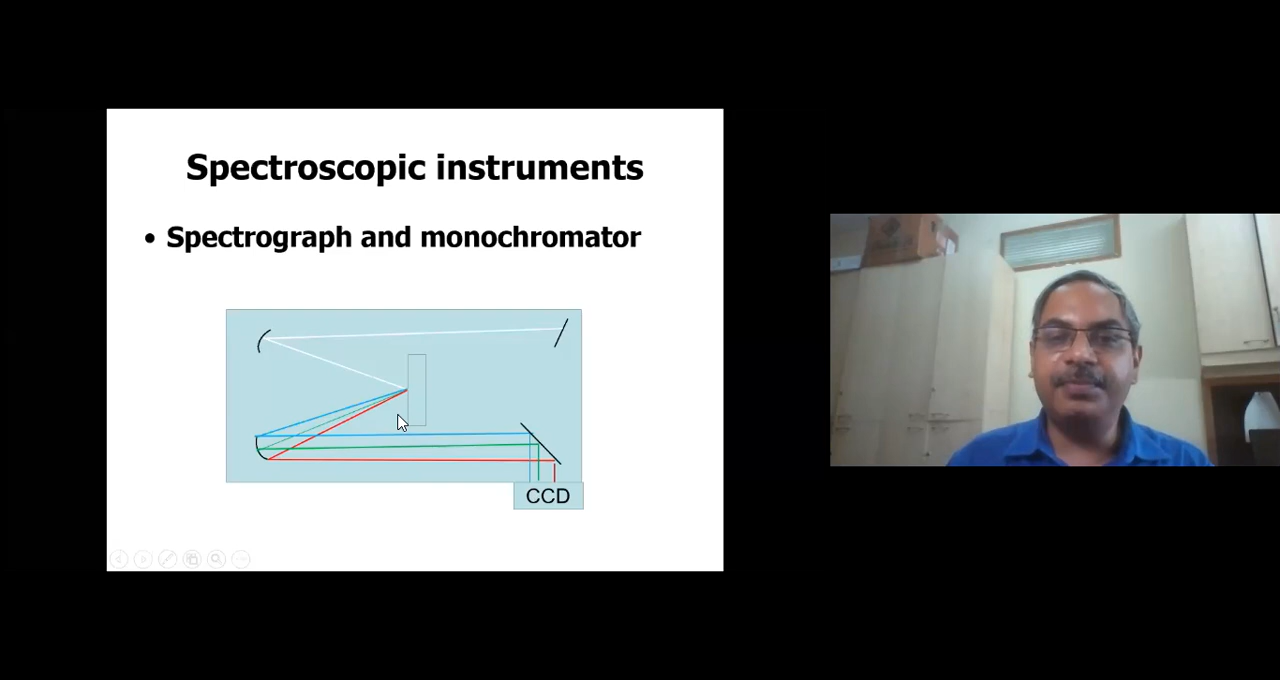 Spectroscopic instruments
• Spectrograph and monochromator
CCD